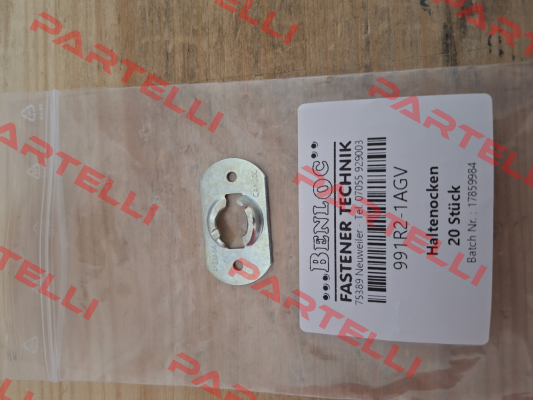 ...BENLOC...
FASTENER TECHNIK
75389 Neuweiler Tel. 07055 929003
991R2-1AGV
Haltenocken
20 Stück
Batch Nr.: 17859984
PARTELLI
PARTELLI
PARTELLI
PARTELLI
PARTELLI
PARTELLI
PARTELLI
PARTELLI